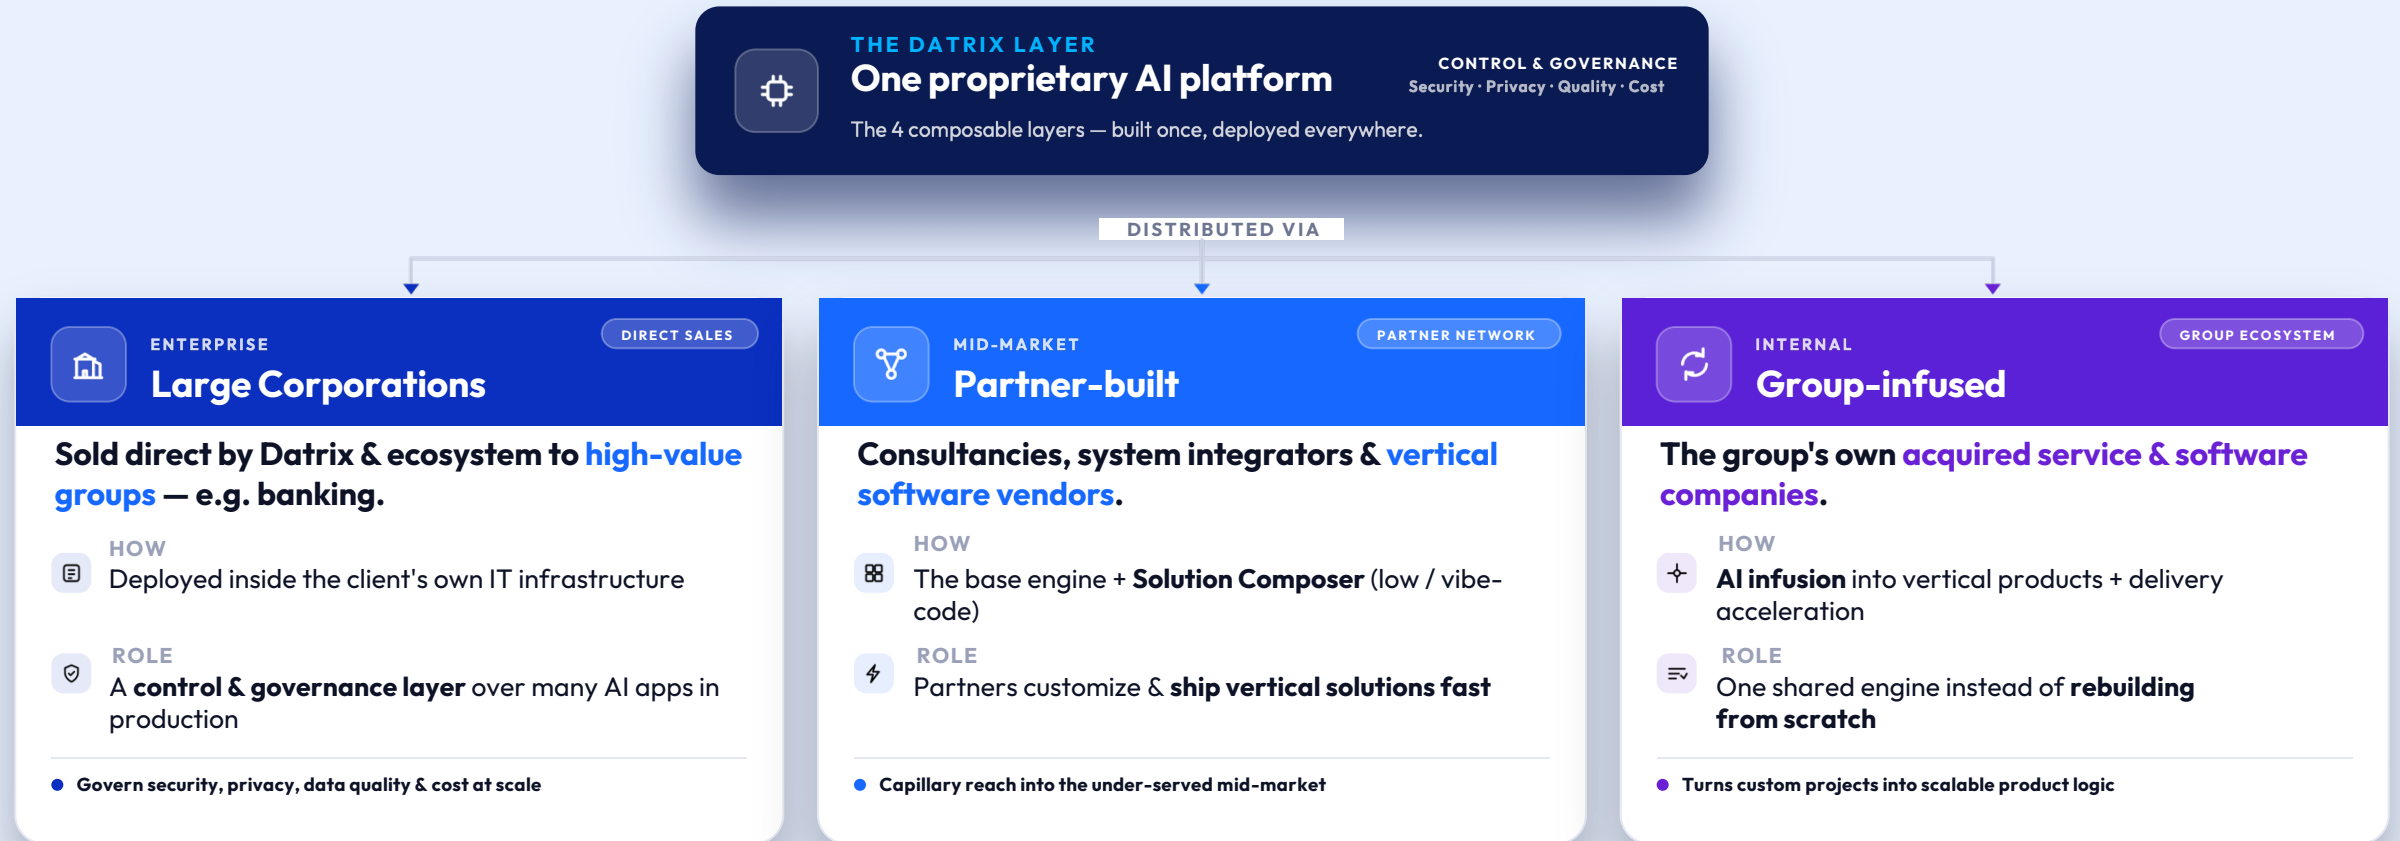 THE DATRIX LAYER
One proprietary AI platform
CONTROL & GOVERNANCE
Security · Privacy · Quality · Cost
The 4 composable layers — built once, deployed everywhere.
DISTRIBUTED VIA
ENTERPRISE
DIRECT SALES
Large Corporations
Sold direct by Datrix & ecosystem to high-value
groups — e.g. banking.
HOW
Deployed inside the client's own IT infrastructure
ROLE
A control & governance layer over many AI apps in
production
Govern security, privacy, data quality & cost at scale
MID-MARKET
PARTNER NETWORK
Partner-built
Consultancies, system integrators & vertical
software vendors.
HOW
The base engine + Solution Composer (low / vibe-
code)
ROLE
Partners customize & ship vertical solutions fast
Capillary reach into the under-served mid-market
INTERNAL
GROUP ECOSYSTEM
Group-infused
The group's own acquired service & software
companies.
HOW
AI infusion into vertical products + delivery
acceleration
ROLE
One shared engine instead of rebuilding
from scratch
Turns custom projects into scalable product logic